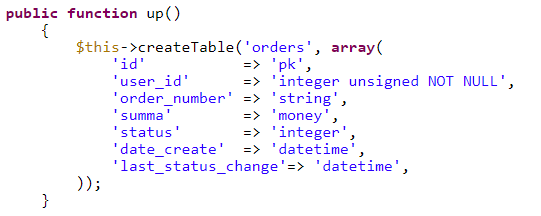 public function up()
{
$this->createTable('orders', array(
'id' => 'pk',
'user_id' => 'integer unsigned NOT NULL',
'order_number' => 'string',
'summa' => 'money',
'status' => 'integer',
'date_create' => 'datetime',
'last_status_change'=> 'datetime',
));
}